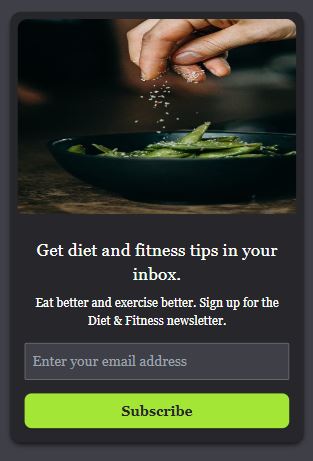 Get diet and fitness tips in your
inbox.
Eat better and exercise better. Sign up for the
Diet & Fitness newsletter.
Enter your email address
Subscribe